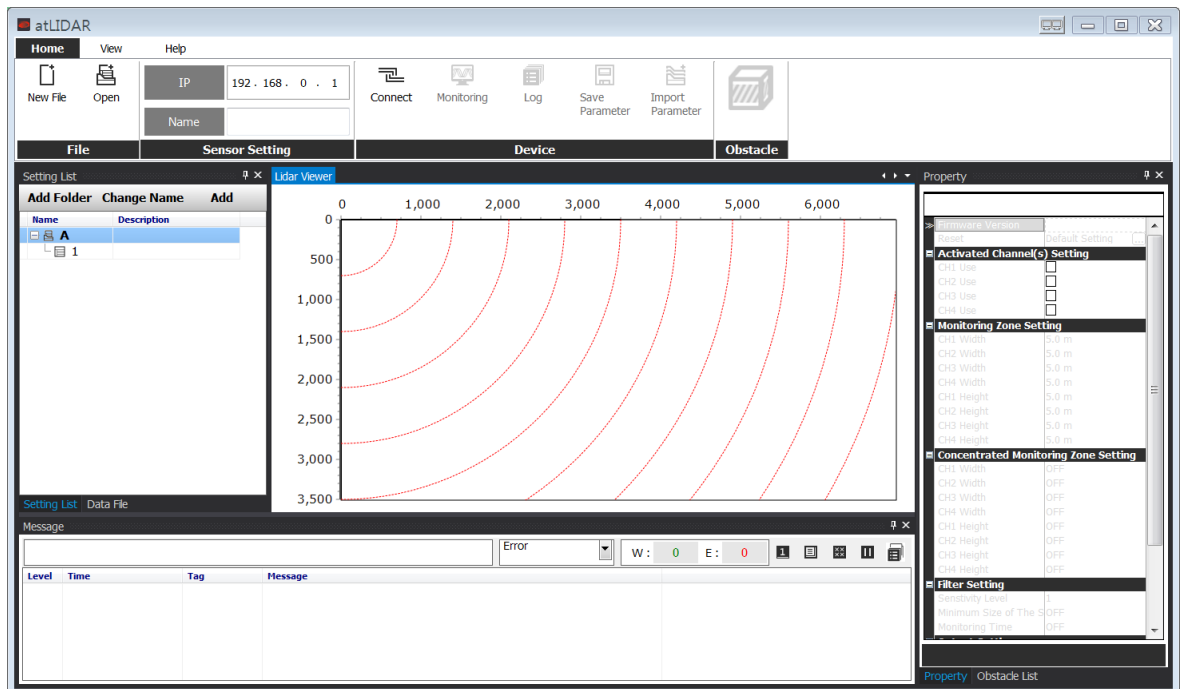 atLIDAR
Home View Help
New File Open IP 192 . 168 . 0 . 1 Connect Monitoring Log Save Parameter Import Parameter
Name
File Sensor Setting Device Obstacle
Setting List
Add Folder Change Name Add
Name Description
A
1
Setting List Data File
Lidar Viewer
0 1,000 2,000 3,000 4,000 5,000 6,000
0
500
1,000
1,500
2,000
2,500
3,000
3,500
Property
Firmware Version
Reset Default Setting ...
Activated Channel(s) Setting
CH1 Use
CH2 Use
CH3 Use
CH4 Use
Monitoring Zone Setting
CH1 Width 5.0 m
CH2 Width 5.0 m
CH3 Width 5.0 m
CH4 Width 5.0 m
CH1 Height 5.0 m
CH2 Height 5.0 m
CH3 Height 5.0 m
CH4 Height 5.0 m
Concentrated Monitoring Zone Setting
CH1 Width OFF
CH2 Width OFF
CH3 Width OFF
CH4 Width OFF
CH1 Height OFF
CH2 Height OFF
CH3 Height OFF
CH4 Height OFF
Filter Setting
Senstivity Level 1
Minimum Size of The S OFF
Monitoring Time OFF
Property Obstacle List
Message
Error W : 0 E : 0 1
Level Time Tag Message